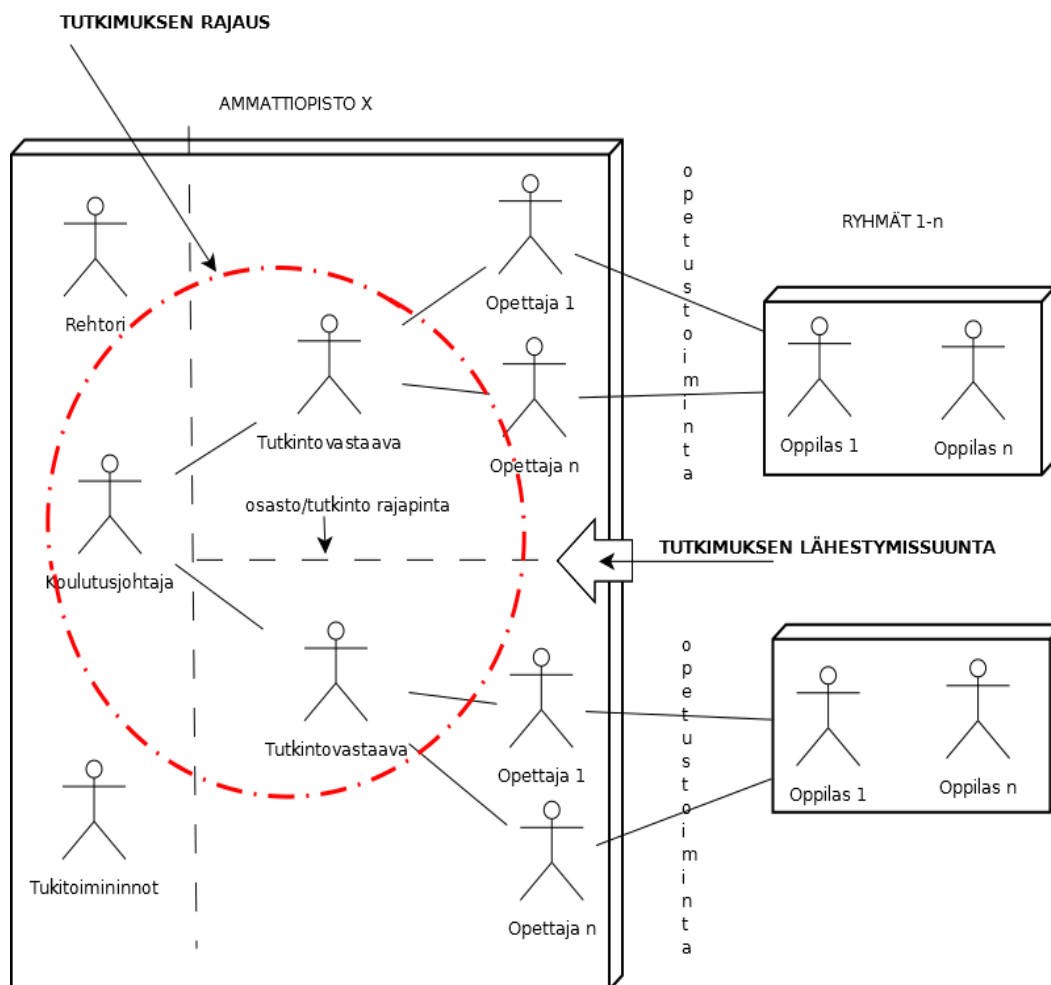 TUTKIMUKSEN RAJAUS
AMMATTIOPISTO X
Rehtori
Opettaja 1
opetustoiminta
RYHMÄT 1-n
Tutkintovastaava
Opettaja n
Oppilas 1
Oppilas n
osasto/tutkinto rajapinta
Koulutusjohtaja
TUTKIMUKSEN LÄHESTYMISSUUNTA
Tutkintovastaava
Opettaja 1
opetustoiminta
Oppilas 1
Oppilas n
Tukitoimininnot
Opettaja n